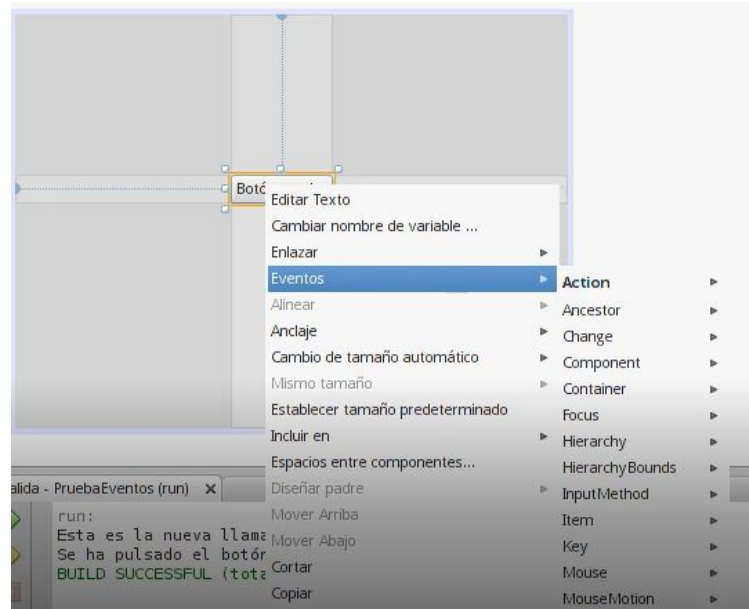 Botó
Editar Texto
Cambiar nombre de variable ...
Enlazar
Eventos
Alinear
Anclaje
Cambio de tamaño automático
Mismo tamaño
Establecer tamaño predeterminado
Incluir en
Espacios entre componentes...
Diseñar padre
Mover Arriba
Mover Abajo
Cortar
Copiar
Action
Ancestor
Change
Component
Container
Focus
Hierarchy
HierarchyBounds
InputMethod
Item
Key
Mouse
MouseMotion
alida - PruebaEventos (run) X
run:
Esta es la nueva llama
Se ha pulsado el botón
BUILD SUCCESSFUL (tota